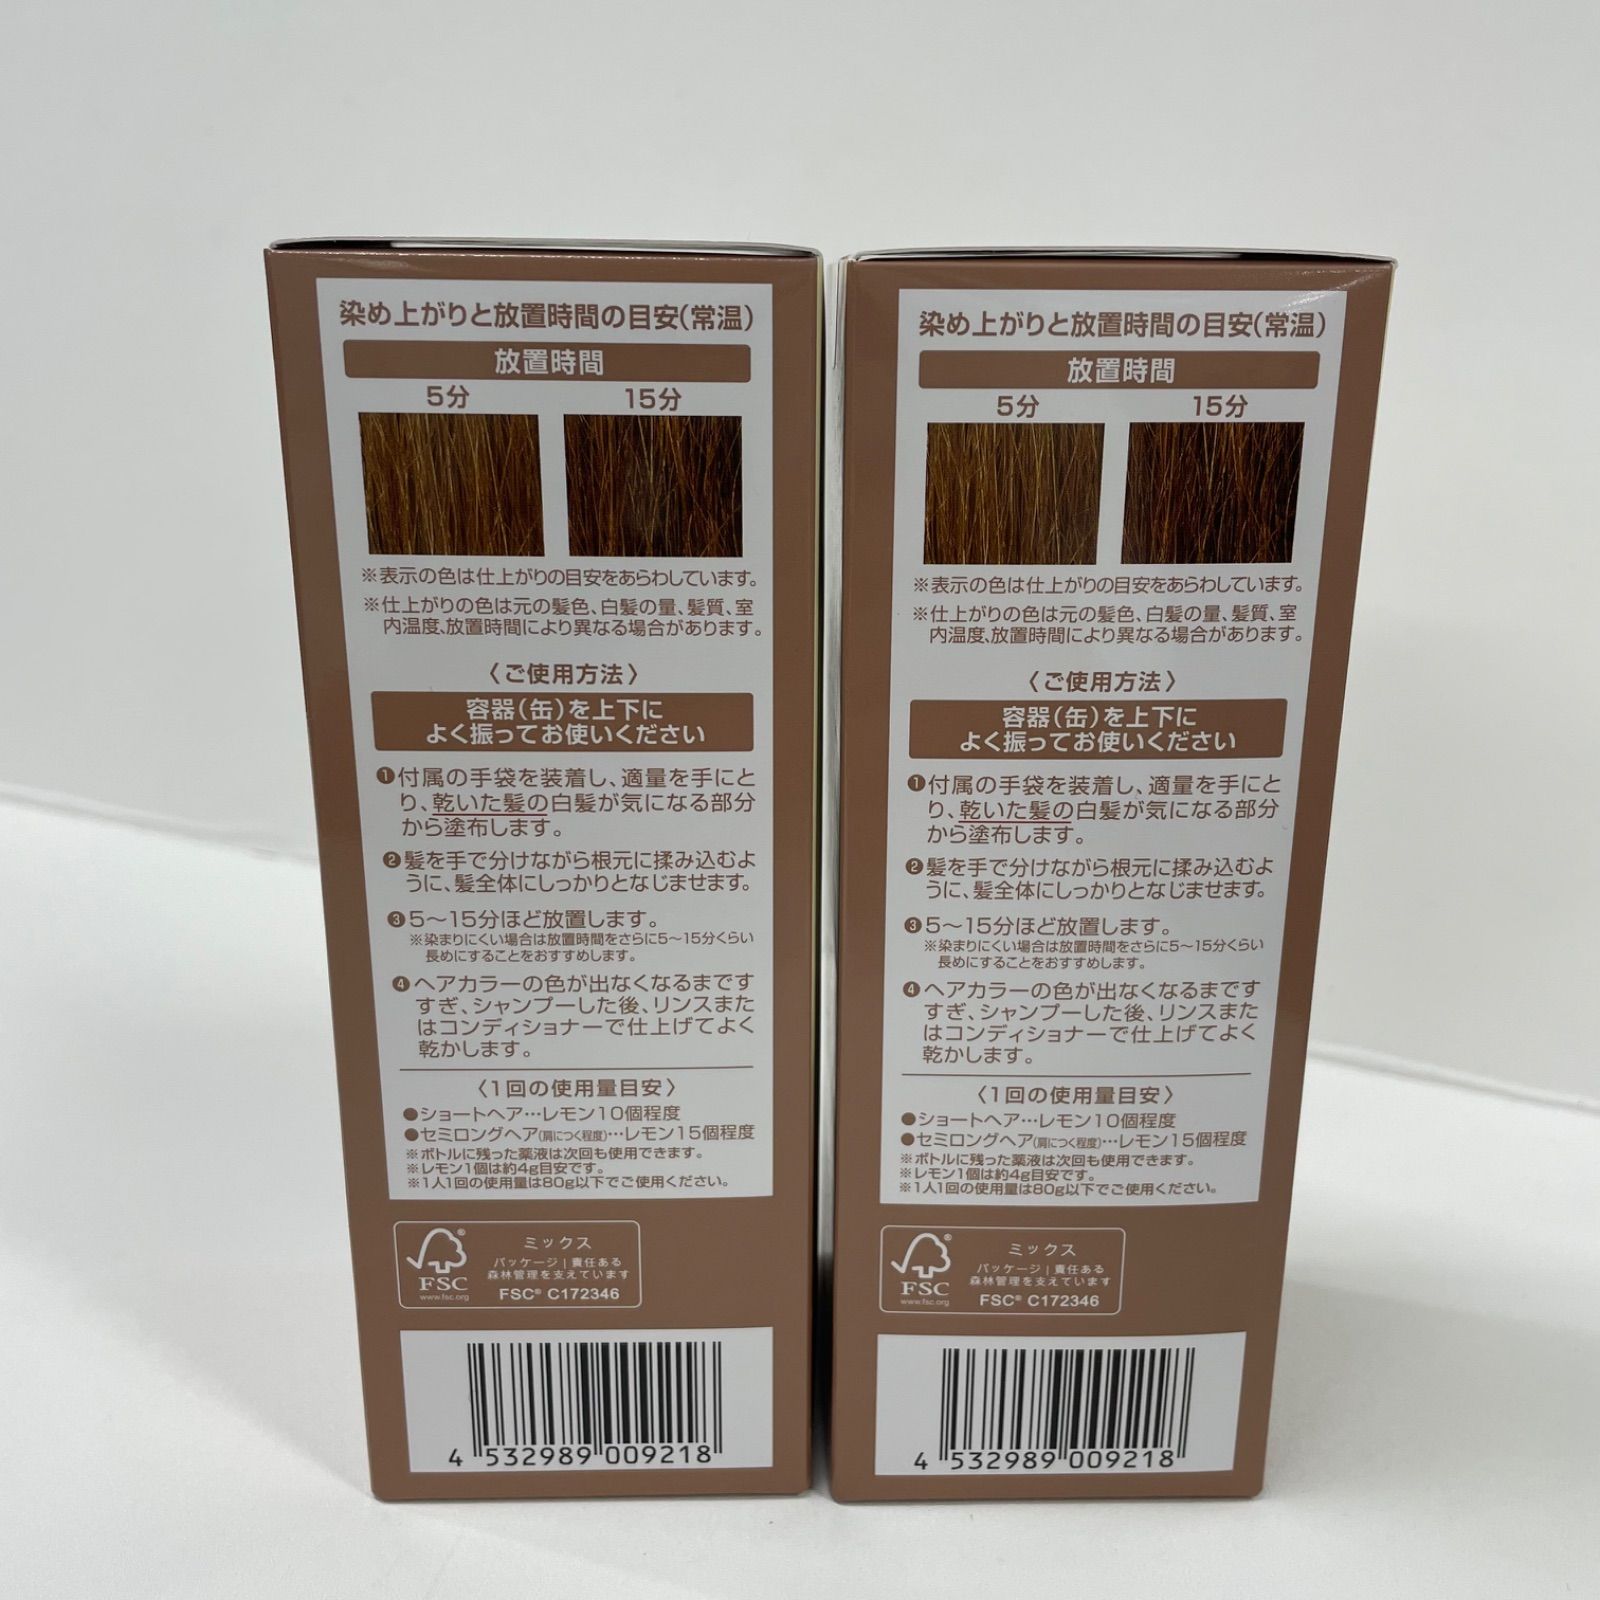 染め上がりと放置時間の目安(常温)
放置時間
5分 15分
※表示の色は仕上がりの目安をあらわしています。
※仕上がりの色は元の髪色、白髪の量、髪質、室
内温度、放置時間により異なる場合があります。
〈ご使用方法〉
容器(缶)を上下に
よく振ってお使いください
❶付属の手袋を装着し、適量を手にと
り、乾いた髪の白髪が気になる部分
から塗布します。
❷髪を手で分けながら根元に揉み込むよ
うに、髪全体にしっかりとなじませます。
❸5〜15分ほど放置します。
※染まりにくい場合は放置時間をさらに5〜15分くらい
長めにすることをおすすめします。
❹ヘアカラーの色が出なくなるまです
すぎ、シャンプーした後、リンスまた
はコンディショナーで仕上げてよく
乾かします。
〈1回の使用量目安〉
●ショートヘア…レモン10個程度
●セミロングヘア(肩につく程度)…レモン15個程度
※ボトルに残った薬液は次回も使用できます。
※レモン1個は約4g目安です。
※1人1回の使用量は80g以下でご使用ください。
FSC
www.fsc.org
ミックス
パッケージ|責任ある
森林管理を支えています
FSC® C172346
4 532989 009218
染め上がりと放置時間の目安(常温)
放置時間
5分 15分
※表示の色は仕上がりの目安をあらわしています。
※仕上がりの色は元の髪色、白髪の量、髪質、室
内温度、放置時間により異なる場合があります。
〈ご使用方法〉
容器(缶)を上下に
よく振ってお使いください
❶付属の手袋を装着し、適量を手にと
り、乾いた髪の白髪が気になる部分
から塗布します。
❷髪を手で分けながら根元に揉み込むよ
うに、髪全体にしっかりとなじませます。
❸5〜15分ほど放置します。
※染まりにくい場合は放置時間をさらに5〜15分くらい
長めにすることをおすすめします。
❹ヘアカラーの色が出なくなるまです
すぎ、シャンプーした後、リンスまた
はコンディショナーで仕上げてよく
乾かします。
〈1回の使用量目安〉
●ショートヘア…レモン10個程度
●セミロングヘア(肩につく程度)…レモン15個程度
※ボトルに残った薬液は次回も使用できます。
※レモン1個は約4g目安です。
※1人1回の使用量は80g以下でご使用ください。
FSC
www.fsc.org
ミックス
パッケージ|責任ある
森林管理を支えています
FSC® C172346
4 532989 009218